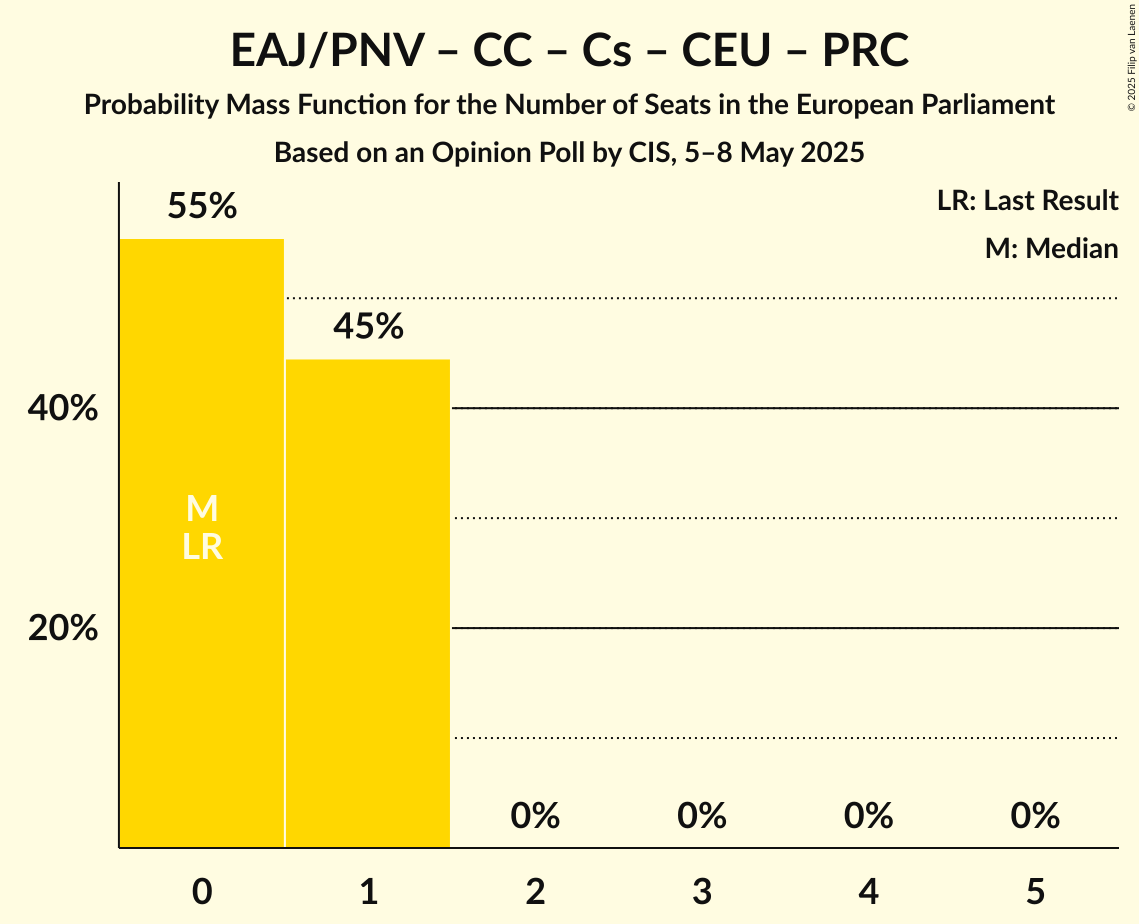 EAJ/PNV – CC – Cs – CEU – PRC
Probability Mass Function for the Number of Seats in the European Parliament
Based on an Opinion Poll by CIS, 5–8 May 2025
© 2025 Filip van Laenen
LR: Last Result
M: Median
55%
45%
40%
20%
M
LR
0%
0%
0%
0%
0
1
2
3
4
5